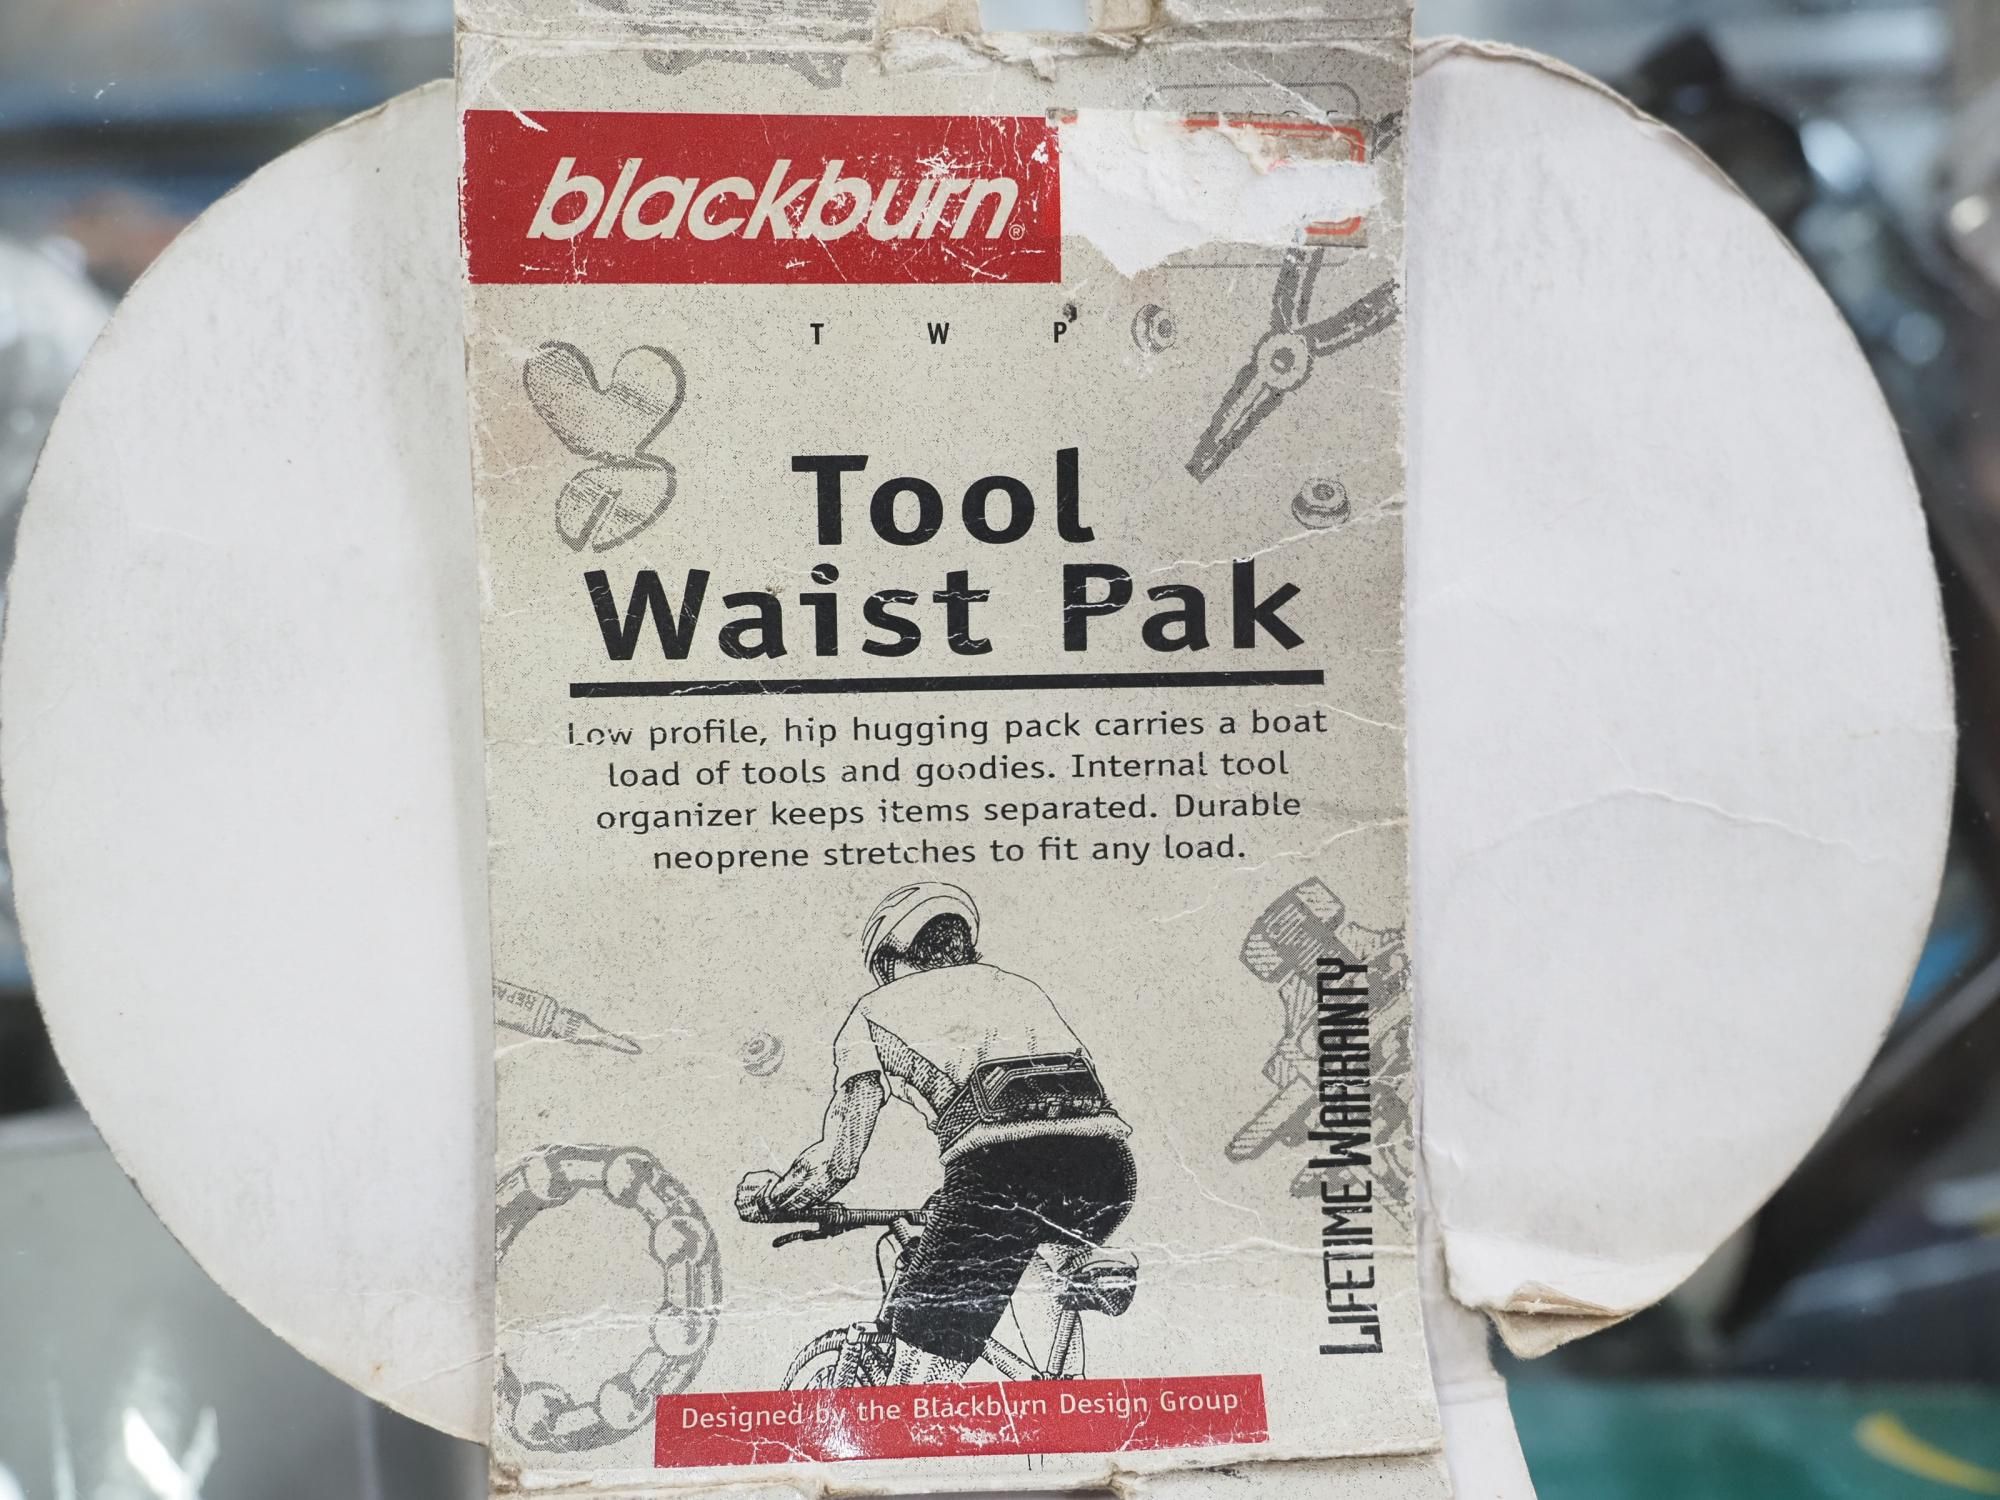 blackburn®
T W P
Tool
Waist Pak
Low profile, hip hugging pack carries a boat
load of tools and goodies. Internal tool
organizer keeps items separated. Durable
neoprene stretches to fit any load.
REPA
LIFETIME WARRANTY
Designed by the Blackburn Design Group